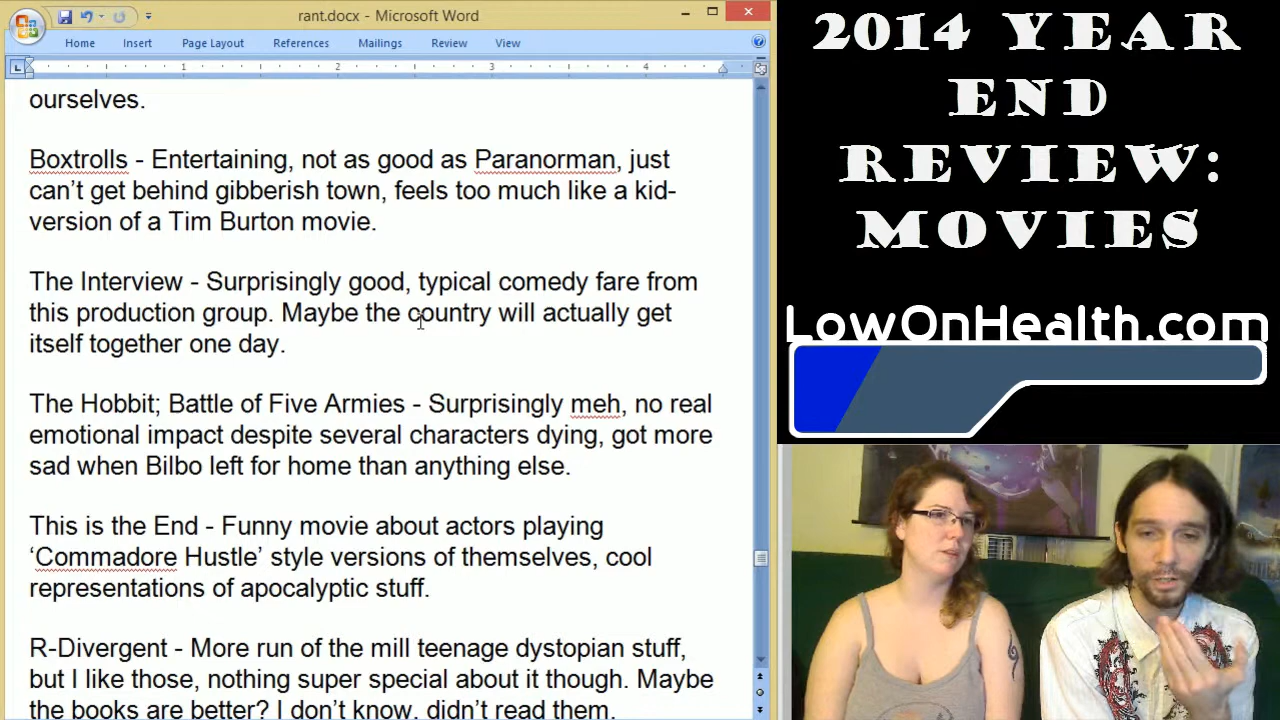 rant.docx - Microsoft Word
Home Insert Page Layout References Mailings Review View
1 2 3 4
ourselves.
Boxtrolls - Entertaining, not as good as Paranorman, just
can’t get behind gibberish town, feels too much like a kid-
version of a Tim Burton movie.
The Interview - Surprisingly good, typical comedy fare from
this production group. Maybe the country will actually get
itself together one day.
The Hobbit; Battle of Five Armies - Surprisingly meh, no real
emotional impact despite several characters dying, got more
sad when Bilbo left for home than anything else.
This is the End - Funny movie about actors playing
‘Commadore Hustle’ style versions of themselves, cool
representations of apocalyptic stuff.
R-Divergent - More run of the mill teenage dystopian stuff,
but I like those, nothing super special about it though. Maybe
the books are better? I don’t know, didn’t read them.
2014 YEAR
END
REVIEW:
MOVIES
LowOnHealth.com